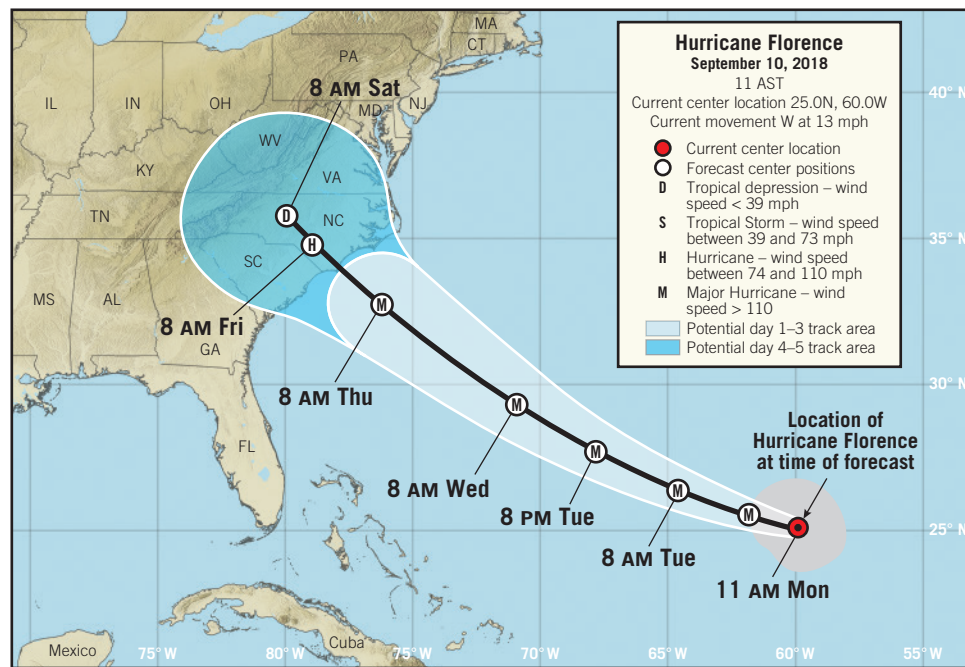 MA
CT
PA
NJ
MD
OH
IN
IL
WV
VA
KY
TN
NC
SC
MS
AL
GA
FL
Mexico
Cuba
8 AM Sat
8 AM Fri
8 AM Thu
8 AM Wed
8 PM Tue
8 AM Tue
11 AM Mon
D
H
M
M
M
M
M
Location of
Hurricane Florence
at time of forecast
Hurricane Florence
September 10, 2018
11 AST
Current center location 25.0N, 60.0W
Current movement W at 13 mph
Current center location
Forecast center positions
D Tropical depression – wind
speed < 39 mph
S Tropical Storm – wind speed
between 39 and 73 mph
H Hurricane – wind speed
between 74 and 110 mph
M Major Hurricane – wind
speed > 110
Potential day 1–3 track area
Potential day 4–5 track area
40° N
35° N
30° N
25° N
75° W
80° W
75° W
70° W
65° W
60° W
55° W